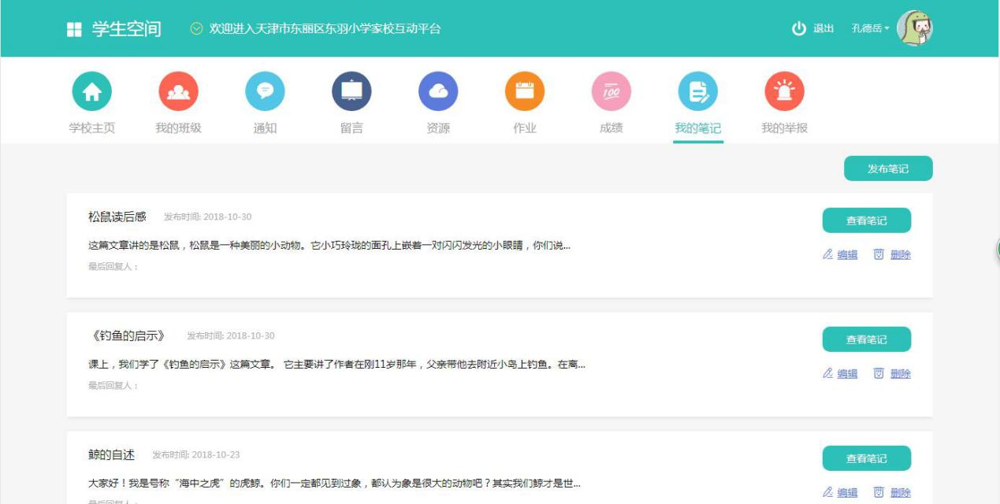 学生空间 欢迎进入天津市东丽区东羽小学家校互动平台 退出 孔德岳
100
学校主页 我的班级 通知 留言 资源 作业 成绩 我的笔记 我的举报
发布笔记
松鼠读后感 发布时间: 2018-10-30 查看笔记
这篇文章讲的是松鼠，松鼠是一种美丽的小动物。它小巧玲珑的面孔上嵌着一对闪闪发光的小眼睛，你们说...
编辑 删除
最后回复人：
《钓鱼的启示》 发布时间: 2018-10-30 查看笔记
课上，我们学了《钓鱼的启示》这篇文章。 它主要讲了作者在刚11岁那年，父亲带他去附近小岛上钓鱼。在离...
编辑 删除
最后回复人：
鲸的自述 发布时间: 2018-10-23 查看笔记
大家好！我是号称“海中之虎”的虎鲸。你们一定都见到过象，都认为象是很大的动物吧？其实我们鲸才是世...
编辑 删除
最后回复人：